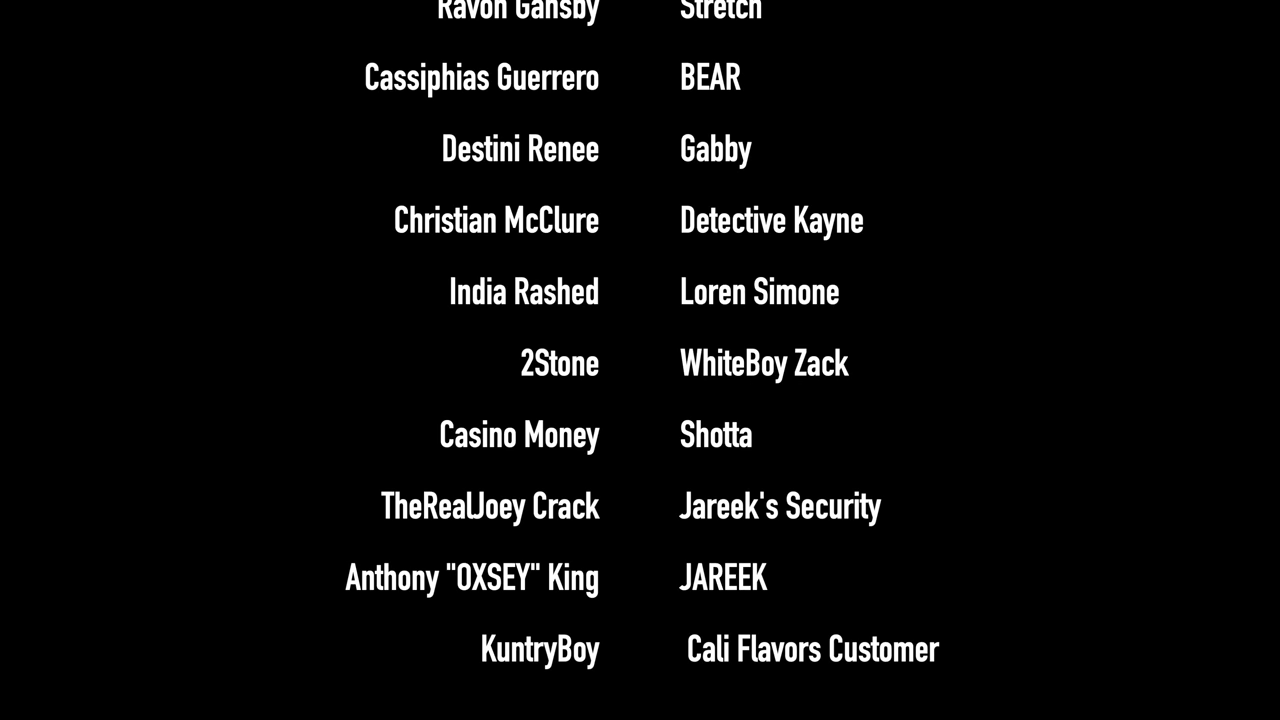 Ravon Gansby Stretch
Cassiphias Guerrero BEAR
Destini Renee Gabby
Christian McClure Detective Kayne
India Rashed Loren Simone
2Stone WhiteBoy Zack
Casino Money Shotta
TheRealJoey Crack Jareek's Security
Anthony "OXSEY" King JAREEK
KuntryBoy Cali Flavors Customer